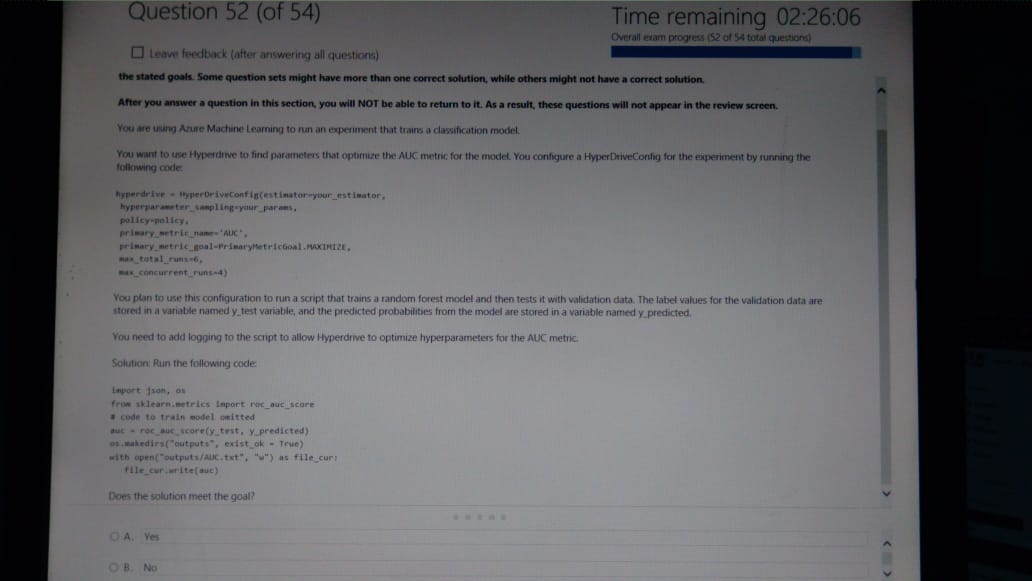 Question 52 (of 54)
Time remaining 02:26:06
Overall exam progress (52 of 54 total questions)
Leave feedback (after answering all questions)
the stated goals. Some question sets might have more than one correct solution, while others might not have a correct solution.
After you answer a question in this section, you will NOT be able to return to it. As a result, these questions will not appear in the review screen.
You are using Azure Machine Learning to run an experiment that trains a classification model.
You want to use Hyperdrive to find parameters that optimize the AUC metric for the model. You configure a HyperDriveConfig for the experiment by running the
following code:
hyperdrive = HyperDriveConfig(estimator=your_estimator,
hyperparameter_sampling=your_params,
policy=policy,
primary_metric_name='AUC',
primary_metric_goal=PrimaryMetricGoal.MAXIMIZE,
max_total_runs=6,
max_concurrent_runs=4)
You plan to use this configuration to run a script that trains a random forest model and then tests it with validation data. The label values for the validation data are
stored in a variable named y_test variable, and the predicted probabilities from the model are stored in a variable named y_predicted.
You need to add logging to the script to allow Hyperdrive to optimize hyperparameters for the AUC metric.
Solution: Run the following code:
import json, os
from sklearn.metrics import roc_auc_score
# code to train model omitted
auc = roc_auc_score(y_test, y_predicted)
os.makedirs("outputs", exist_ok = True)
with open("outputs/AUC.txt", "w") as file_cur:
file_cur.write(auc)
Does the solution meet the goal?
A. Yes
B. No